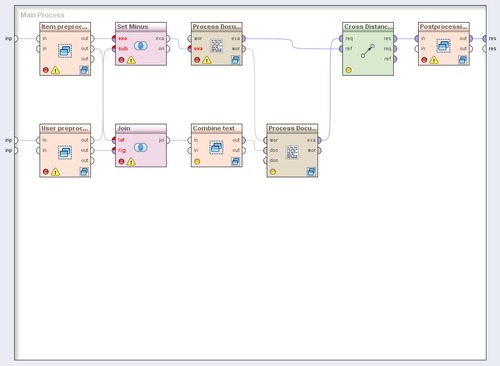 Main Process
Item preproc...
in
in
out
out
out
Set Minus
exa
sub
exa
ori
Process Docu...
wor
exa
exa
wor
Cross Distanc...
req
ref
res
req
ref
Postprocessi...
in
in
out
out
inp
res
res
User preproc...
in
in
out
out
out
Join
lef
rig
joi
Combine text
in
in
out
out
Process Docu...
wor
doc
doc
exa
wor
inp
inp